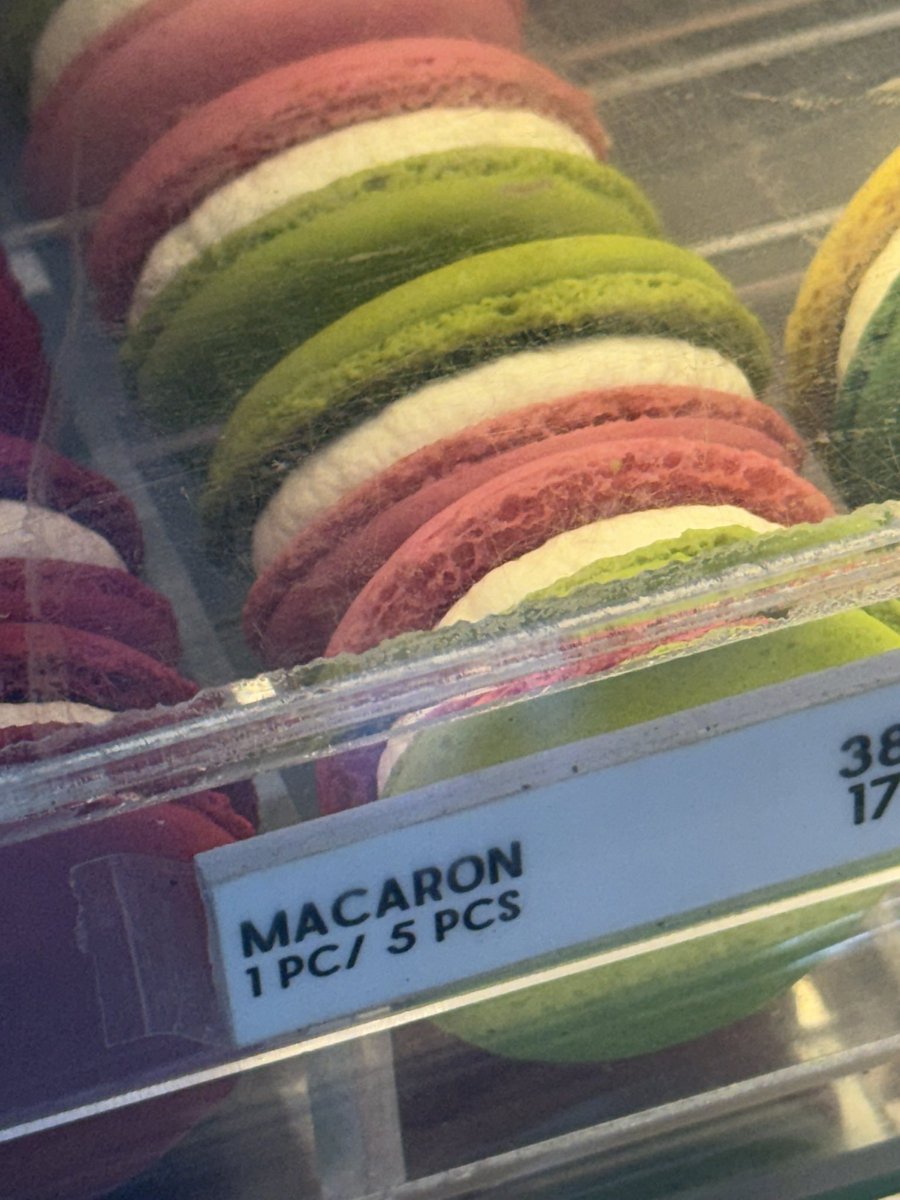 MACARON
1 PC/ 5 PCS
38
17